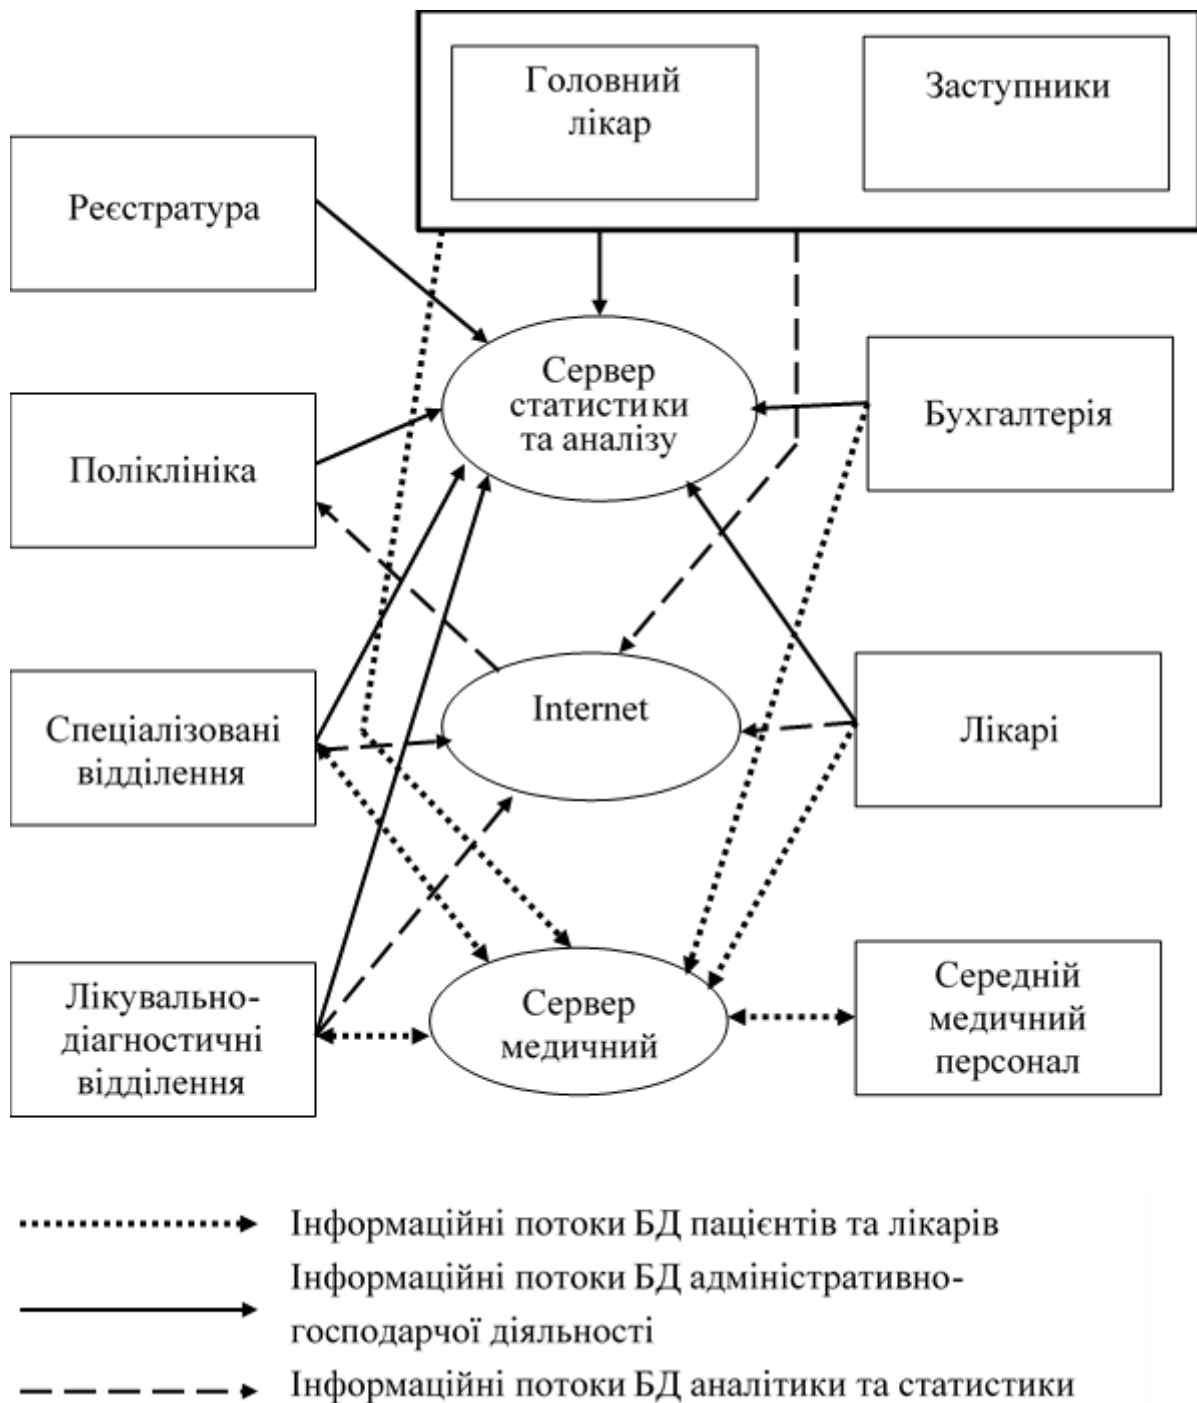 Головний
лікар
Заступники
Реєстратура
Сервер
статистики
та аналізу
Бухгалтерія
Поліклініка
Спеціалізовані
відділення
Internet
Лікарі
Лікувально-
діагностичні
відділення
Сервер
медичний
Середній
медичний
персонал
Інформаційні потоки БД пацієнтів та лікарів
Інформаційні потоки БД адміністративно-
господарчої діяльності
Інформаційні потоки БД аналітики та статистики